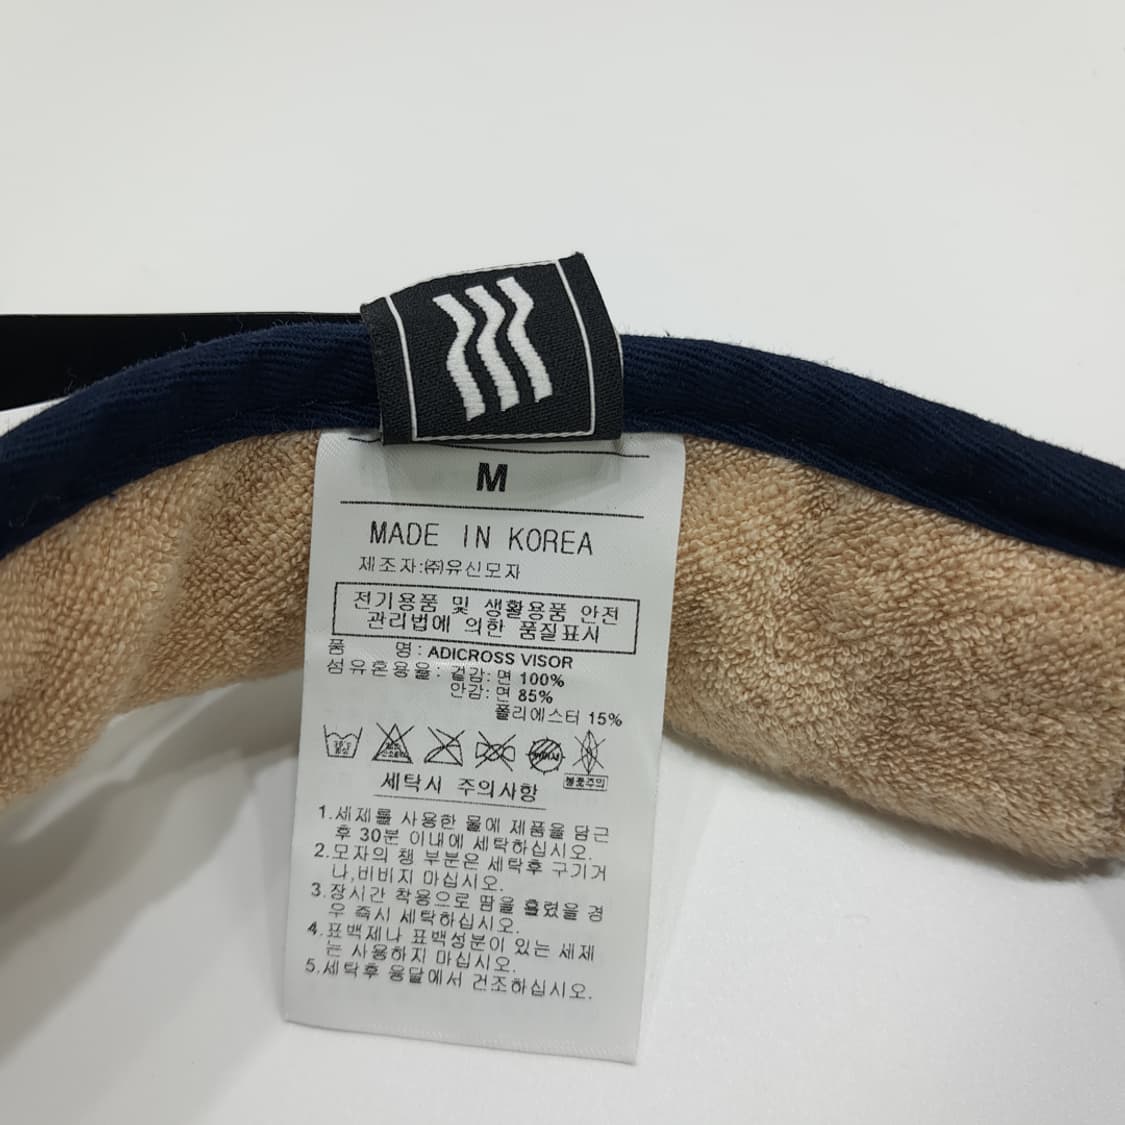 M
MADE IN KOREA
제조자:㈜유신모자
전기용품 및 생활용품 안전
관리법에 의한 품질표시
품 명: ADICROSS VISOR
섬유혼용율: 겉감: 면 100%
안감: 면 85%
폴리에스터 15%
불꽃주의
세탁시 주의사항
1.세제를 사용한 물에 제품을 담근
후 30분 이내에 세탁하십시오.
2.모자의 챙 부분은 세탁후 구기거
나,비비지 마십시오.
3.장시간 착용으로 땀을 흘렸을 경
우 즉시 세탁하십시오.
4.표백제나 표백성분이 있는 세제
는 사용하지 마십시오.
5.세탁후 응달에서 건조하십시오.